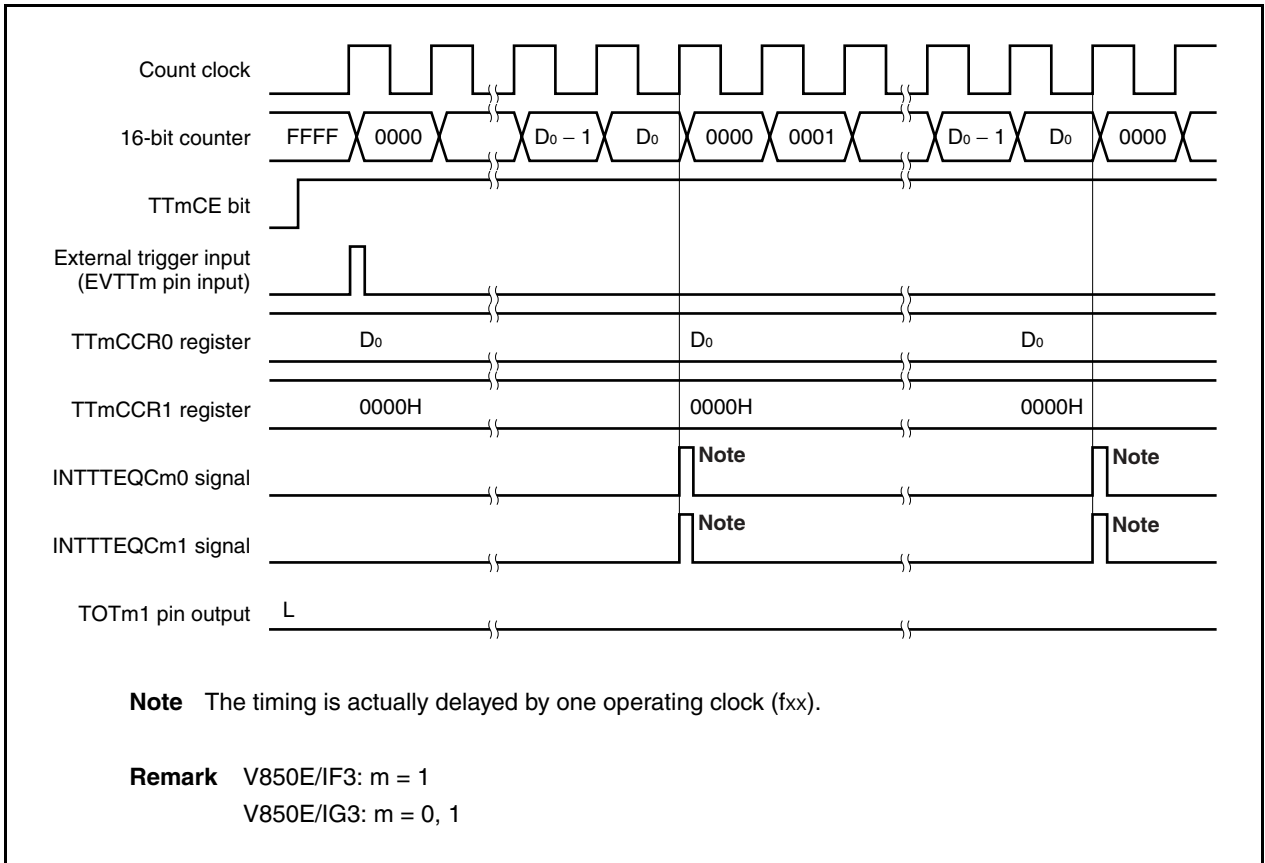 Count clock
16-bit counter FFFF 0000 D0 − 1 D0 0000 0001 D0 − 1 D0 0000
TTmCE bit
External trigger input
(EVTTm pin input)
TTmCCR0 register D0 D0 D0
TTmCCR1 register 0000H 0000H 0000H
INTTTEQCm0 signal Note Note
INTTTEQCm1 signal Note Note
TOTm1 pin output L
Note The timing is actually delayed by one operating clock (fxx).
Remark V850E/IF3: m = 1
V850E/IG3: m = 0, 1